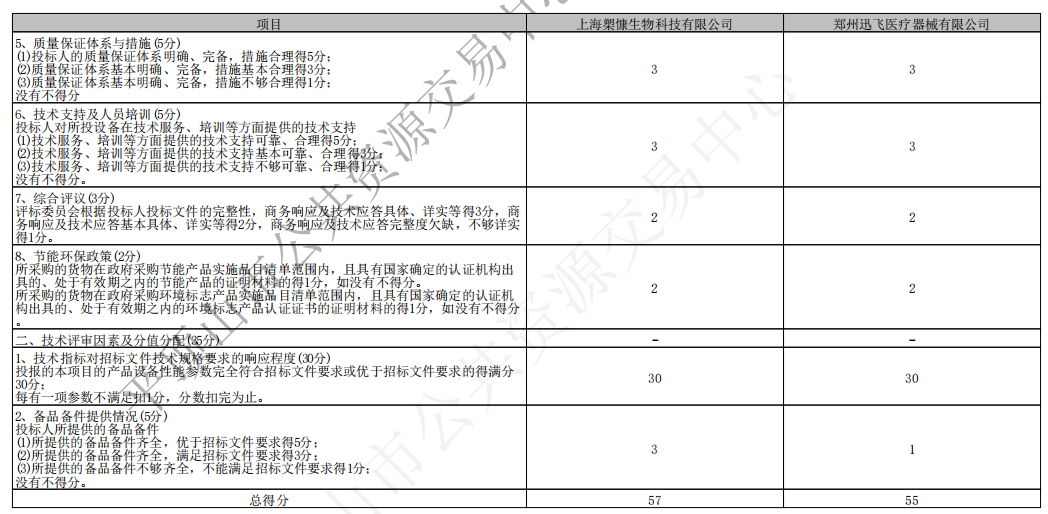 项目 上海槊慷生物科技有限公司 郑州迅飞医疗器械有限公司
5、质量保证体系与措施(5分)
(1)投标人的质量保证体系明确、完备，措施合理得5分；
(2)质量保证体系基本明确、完备，措施基本合理得3分；
(3)质量保证体系基本明确、完备，措施不够合理得1分；
没有不得分
3 3
6、技术支持及人员培训(5分)
投标人对所投设备在技术服务、培训等方面提供的技术支持
(1)技术服务、培训等方面提供的技术支持可靠、合理得5分；
(2)技术服务、培训等方面提供的技术支持基本可靠、合理得3分；
(3)技术服务、培训等方面提供的技术支持不够可靠、合理得1分；
没有不得分。
3 3
7、综合评议(3分)
评标委员会根据投标人投标文件的完整性，商务响应及技术应答具体、详实等得3分，商
务响应及技术应答基本具体、详实等得2分，商务响应及技术应答完整度欠缺，不够详实
得1分。
2 2
8、节能环保政策(2分)
所采购的货物在政府采购节能产品实施品目清单范围内，且具有国家确定的认证机构出
具的、处于有效期之内的节能产品的证明材料的得1分，如没有不得分。
所采购的货物在政府采购环境标志产品实施品目清单范围内，且具有国家确定的认证机
构出具的、处于有效期之内的环境标志产品认证证书的证明材料的得1分，如没有不得分
。
2 2
二、技术评审因素及分值分配(35分)
- -
1、技术指标对招标文件技术规格要求的响应程度(30分)
投报的本项目的产品设备性能参数完全符合招标文件要求或优于招标文件要求的得满分
30分；
每有一项参数不满足扣1分，分数扣完为止。
30 30
2、备品备件提供情况(5分)
投标人所提供的备品备件
(1)所提供的备品备件齐全，优于招标文件要求得5分；
(2)所提供的备品备件齐全，满足招标文件要求得3分；
(3)所提供的备品备件不够齐全，不能满足招标文件要求得1分；
没有不得分。
3 1
总得分 57 55
平顶山市公共资源交易中心
山市公共资源交易中心